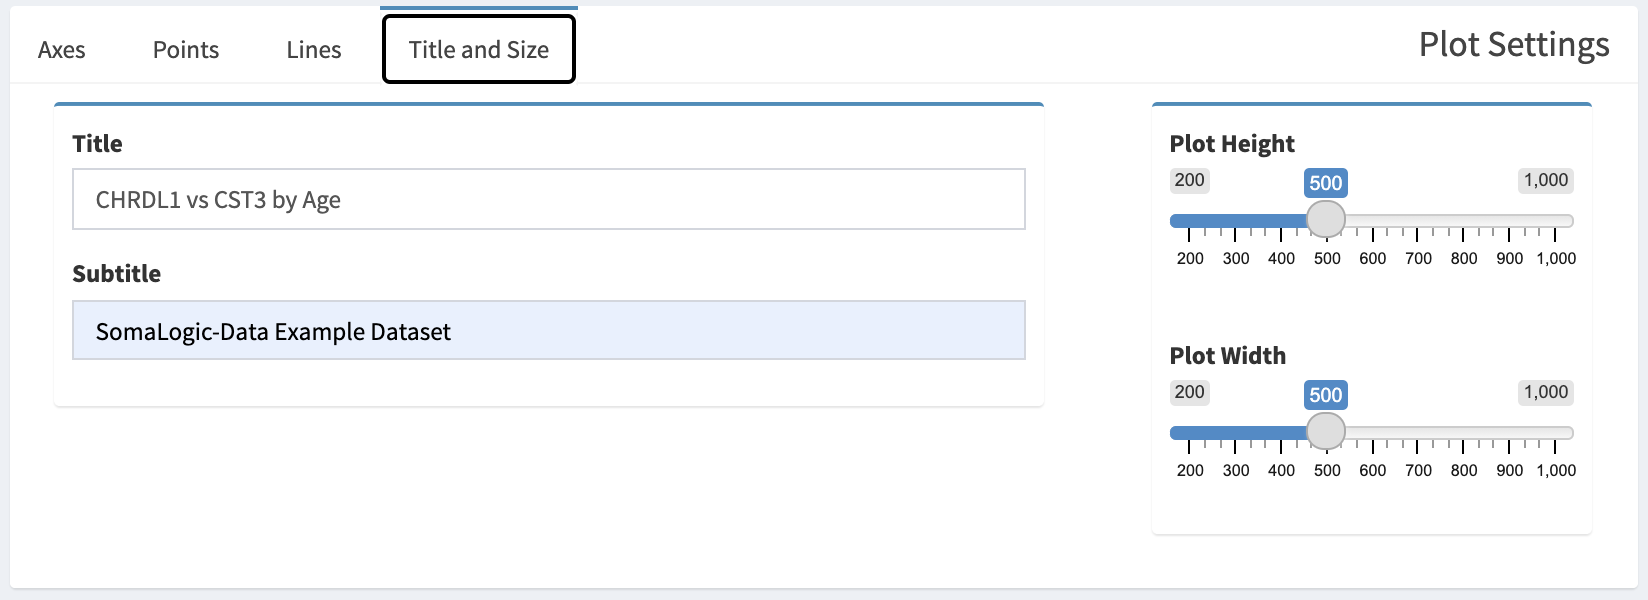 Axes Points Lines Title and Size Plot Settings
Title
CHRDL1 vs CST3 by Age
Subtitle
SomaLogic-Data Example Dataset
Plot Height
200 500 1,000
200 300 400 500 600 700 800 900 1,000
Plot Width
200 500 1,000
200 300 400 500 600 700 800 900 1,000